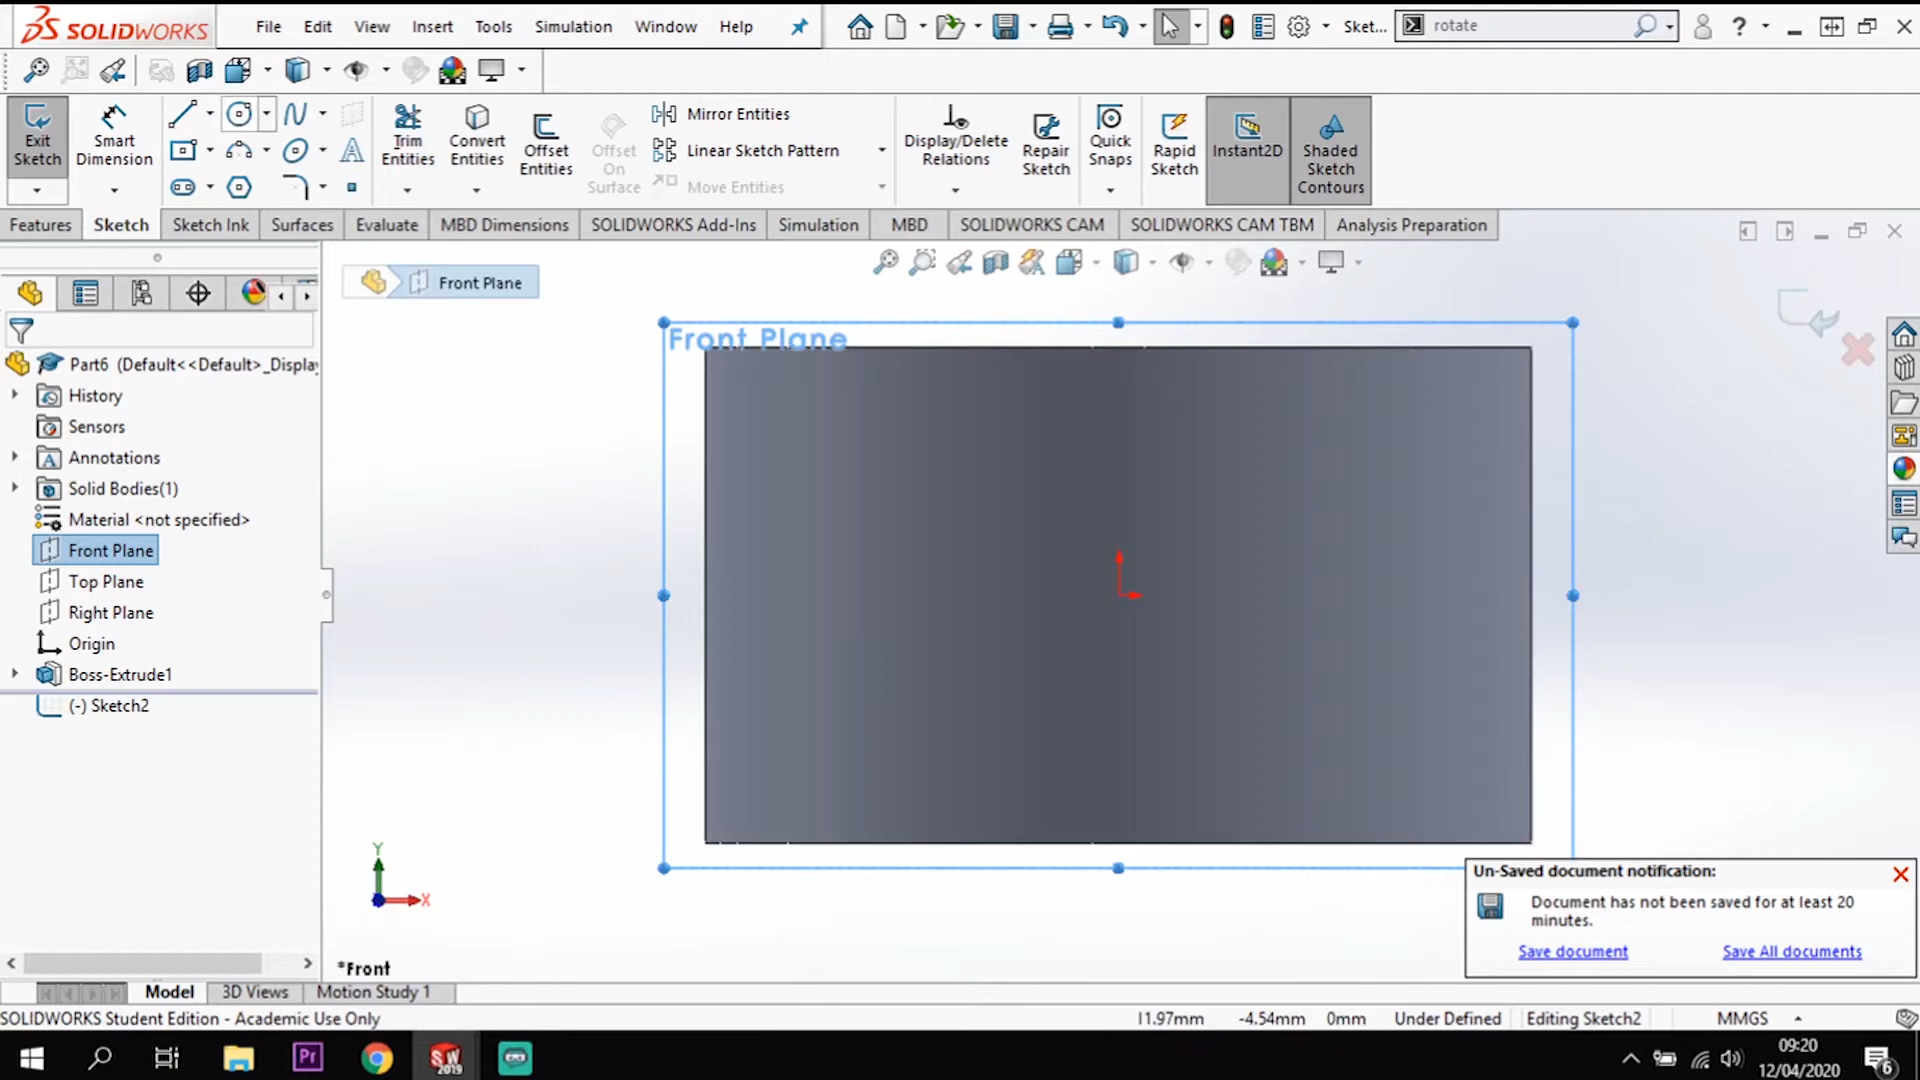 SOLIDWORKS
File Edit View Insert Tools Simulation Window Help
Sket...
rotate
Exit Sketch
Smart Dimension
Trim Entities
Convert Entities
Offset Entities
Offset On Surface
Mirror Entities
Linear Sketch Pattern
Move Entities
Display/Delete Relations
Repair Sketch
Quick Snaps
Rapid Sketch
Instant2D
Shaded Sketch Contours
Features Sketch Sketch Ink Surfaces Evaluate MBD Dimensions SOLIDWORKS Add-Ins Simulation MBD SOLIDWORKS CAM SOLIDWORKS CAM TBM Analysis Preparation
Front Plane
Front Plane
Part6 (Default<<Default>_Display
History
Sensors
Annotations
Solid Bodies(1)
Material <not specified>
Front Plane
Top Plane
Right Plane
Origin
Boss-Extrude1
(-) Sketch2
Y
X
*Front
Un-Saved document notification:
Document has not been saved for at least 20
minutes.
Save document Save All documents
Model 3D Views Motion Study 1
SOLIDWORKS Student Edition - Academic Use Only
11.97mm -4.54mm 0mm Under Defined Editing Sketch2 MMGS
Pr
SW
2019
09:20
12/04/2020
6